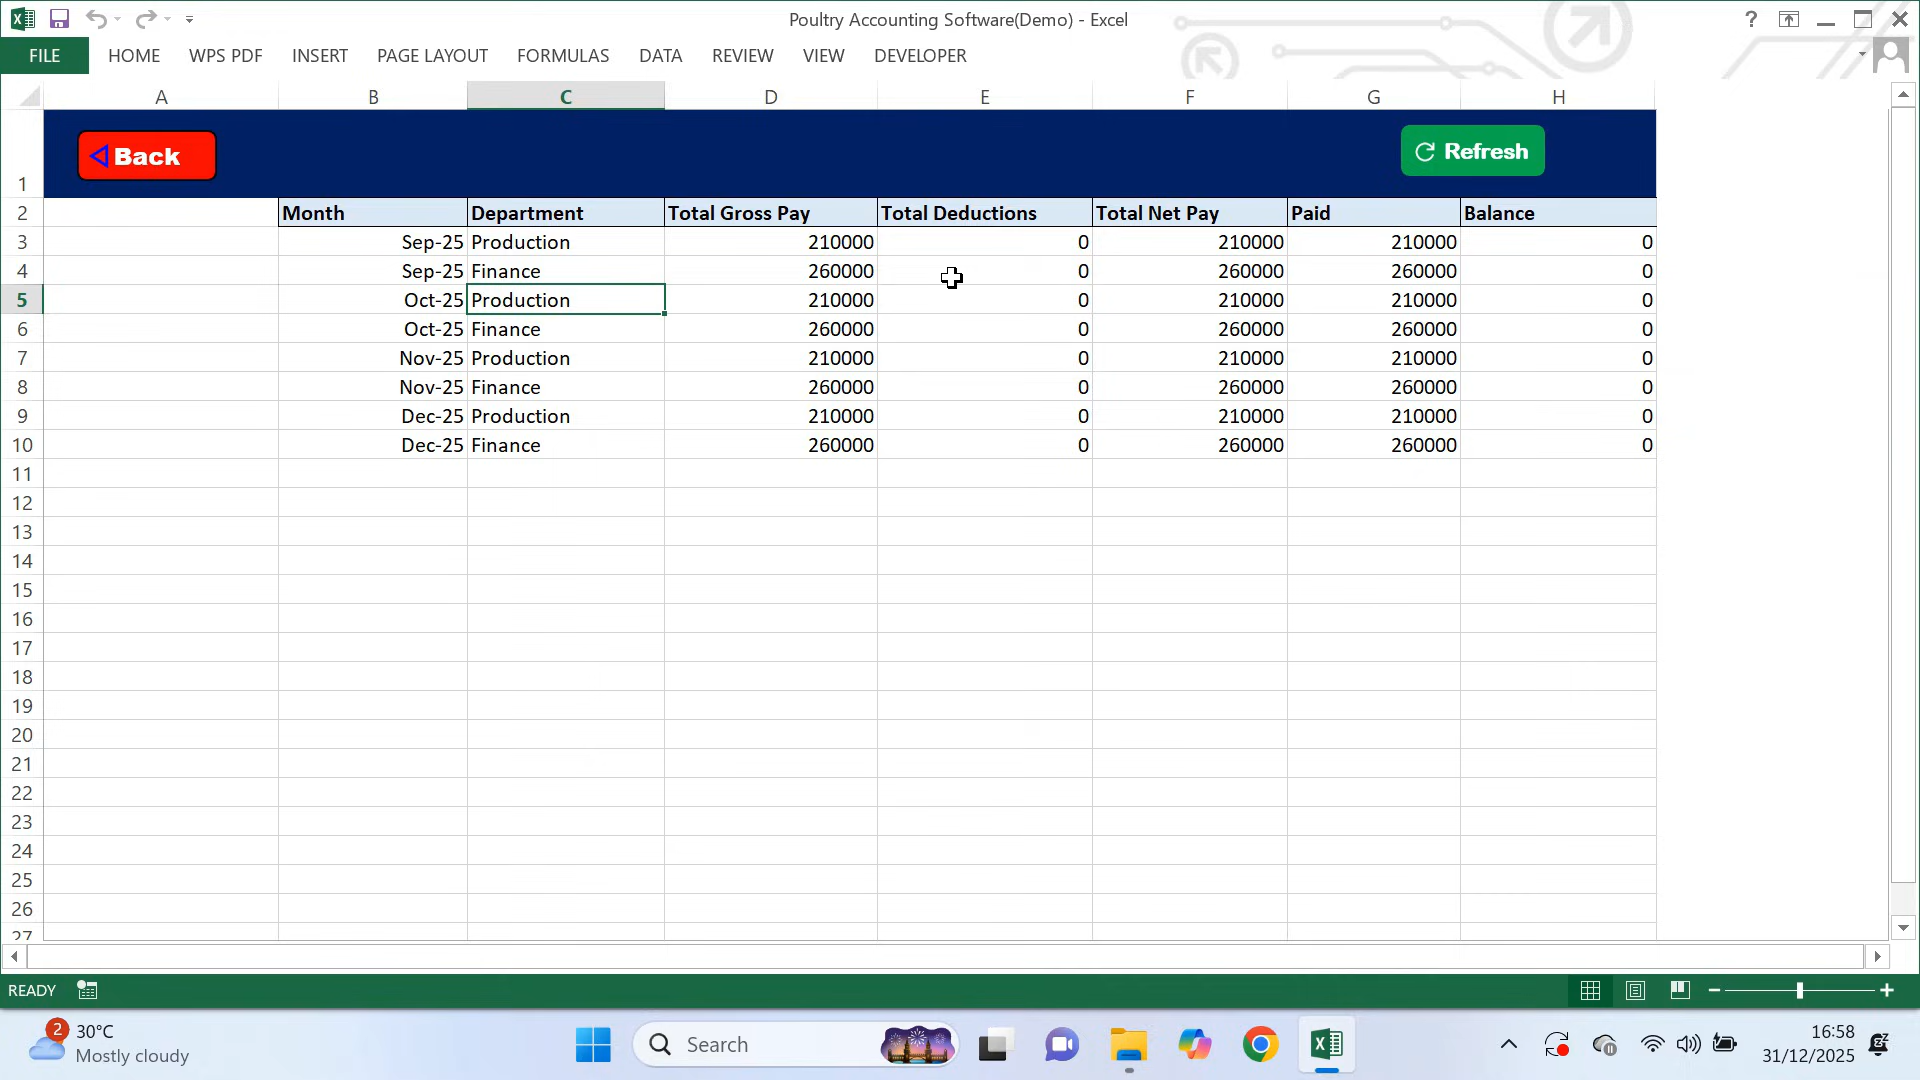 Poultry Accounting Software(Demo) - Excel
?
FILE HOME WPS PDF INSERT PAGE LAYOUT FORMULAS DATA REVIEW VIEW DEVELOPER
A B C D E F G H
Back
Refresh
1
2 Month Department Total Gross Pay Total Deductions Total Net Pay Paid Balance
3 Sep-25 Production 210000 0 210000 210000 0
4 Sep-25 Finance 260000 0 260000 260000 0
5 Oct-25 Production 210000 0 210000 210000 0
6 Oct-25 Finance 260000 0 260000 260000 0
7 Nov-25 Production 210000 0 210000 210000 0
8 Nov-25 Finance 260000 0 260000 260000 0
9 Dec-25 Production 210000 0 210000 210000 0
10 Dec-25 Finance 260000 0 260000 260000 0
11
12
13
14
15
16
17
18
19
20
21
22
23
24
25
26
27
READY
2
30°C
Mostly cloudy
Search
16:58
31/12/2025